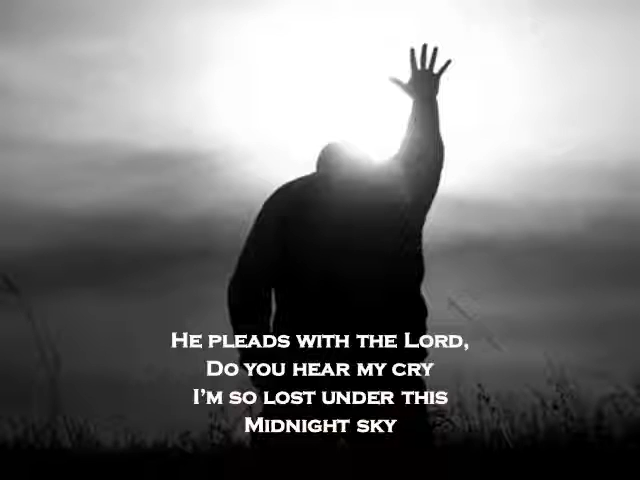 He pleads with the Lord,
Do you hear my cry
I'm so lost under this
Midnight sky